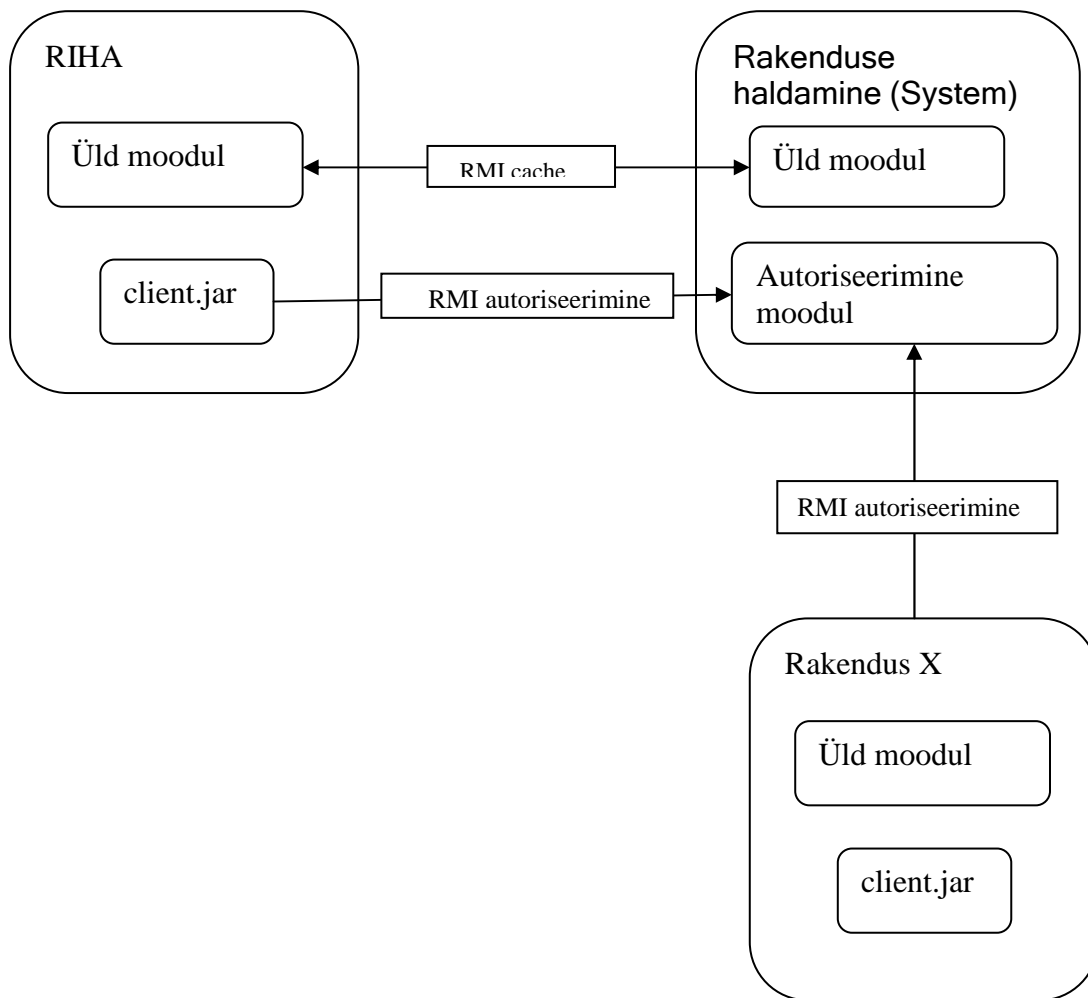 RIHA
Üld moodul
client.jar
RMI cache
RMI autoriseerimine
Rakenduse
haldamine (System)
Üld moodul
Autoriseerimine
moodul
RMI autoriseerimine
Rakendus X
Üld moodul
client.jar